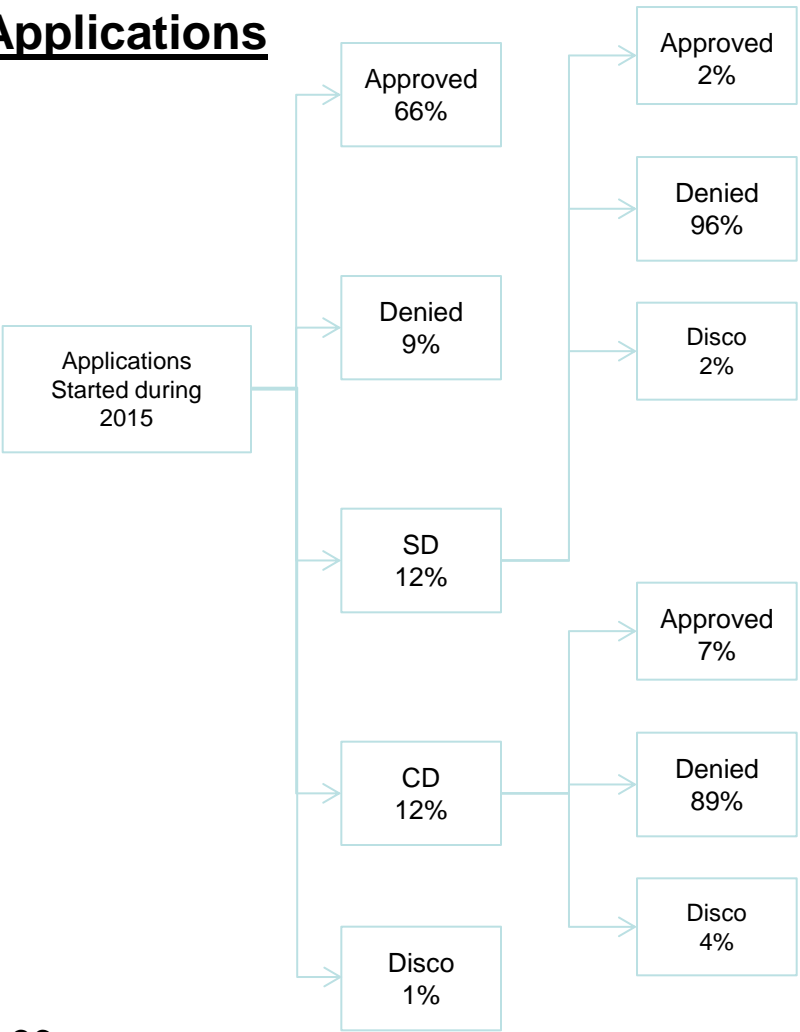 Applications
Applications
Started during
2015
Approved
66%
Denied
9%
SD
12%
CD
12%
Disco
1%
Approved
2%
Denied
96%
Disco
2%
Approved
7%
Denied
89%
Disco
4%